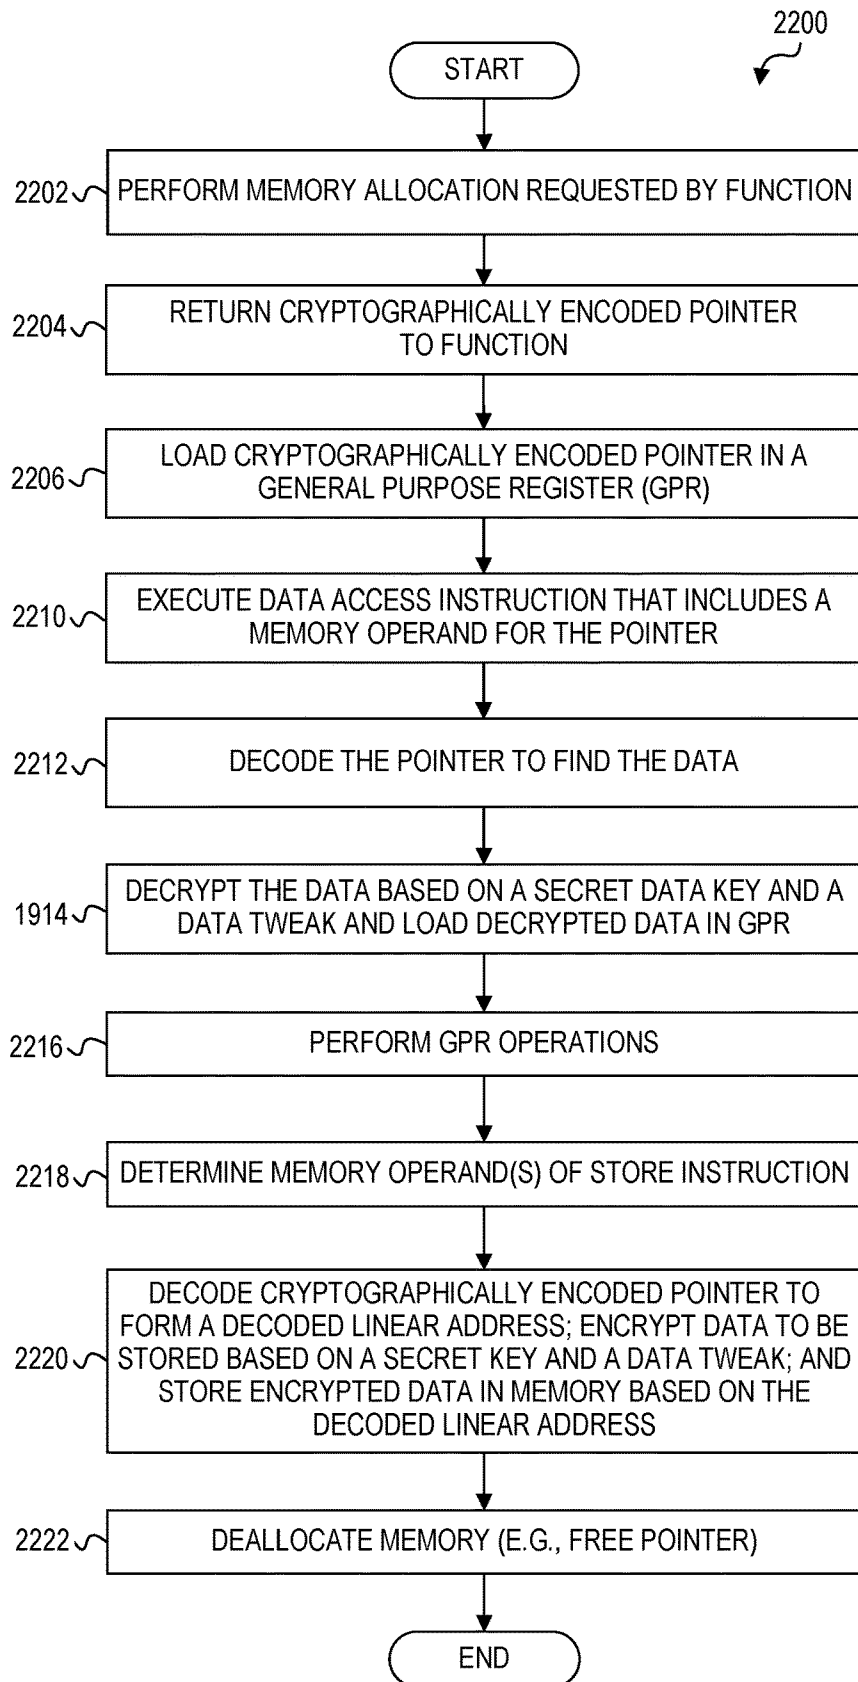 2200
START
2202
PERFORM MEMORY ALLOCATION REQUESTED BY FUNCTION
2204
RETURN CRYPTOGRAPHICALLY ENCODED POINTER
TO FUNCTION
2206
LOAD CRYPTOGRAPHICALLY ENCODED POINTER IN A
GENERAL PURPOSE REGISTER (GPR)
2210
EXECUTE DATA ACCESS INSTRUCTION THAT INCLUDES A
MEMORY OPERAND FOR THE POINTER
2212
DECODE THE POINTER TO FIND THE DATA
1914
DECRYPT THE DATA BASED ON A SECRET DATA KEY AND A
DATA TWEAK AND LOAD DECRYPTED DATA IN GPR
2216
PERFORM GPR OPERATIONS
2218
DETERMINE MEMORY OPERAND(S) OF STORE INSTRUCTION
2220
DECODE CRYPTOGRAPHICALLY ENCODED POINTER TO
FORM A DECODED LINEAR ADDRESS; ENCRYPT DATA TO BE
STORED BASED ON A SECRET KEY AND A DATA TWEAK; AND
STORE ENCRYPTED DATA IN MEMORY BASED ON THE
DECODED LINEAR ADDRESS
2222
DEALLOCATE MEMORY (E.G., FREE POINTER)
END